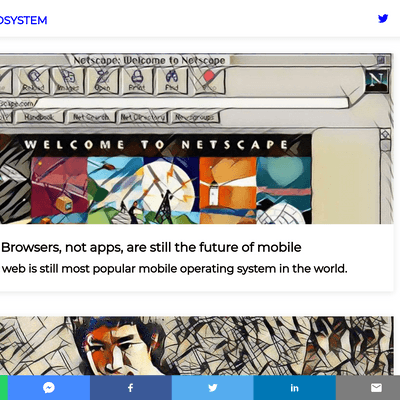 OSYSTEM
Netscape: Welcome to Netscape
Reload Images Open Print Find
scape.com/
Handbook Net Search Net Directory Newsgroups
WELCOME TO NETSCAPE
N
Browsers, not apps, are still the future of mobile
web is still most popular mobile operating system in the world.
f
in